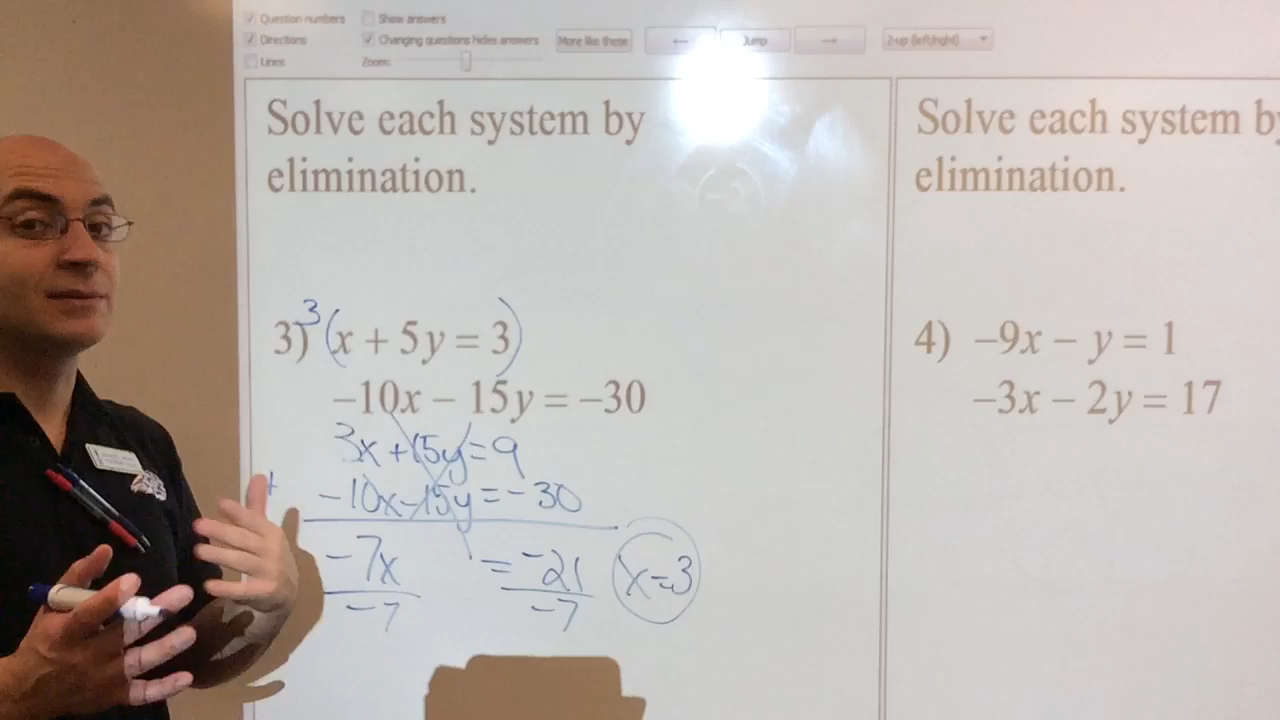 Question numbers Show answers
Directions Changing questions hides answers More like these ← Jump → 2-up (left/right)
Lines Zoom:
Solve each system by
elimination.
3) 3(x + 5y = 3)
–10x – 15y = –30
3x + 15y = 9
+ -10x - 15y = -30
-7x = -21 x = 3
-7 -7
Solve each system by
elimination.
4) –9x – y = 1
–3x – 2y = 17